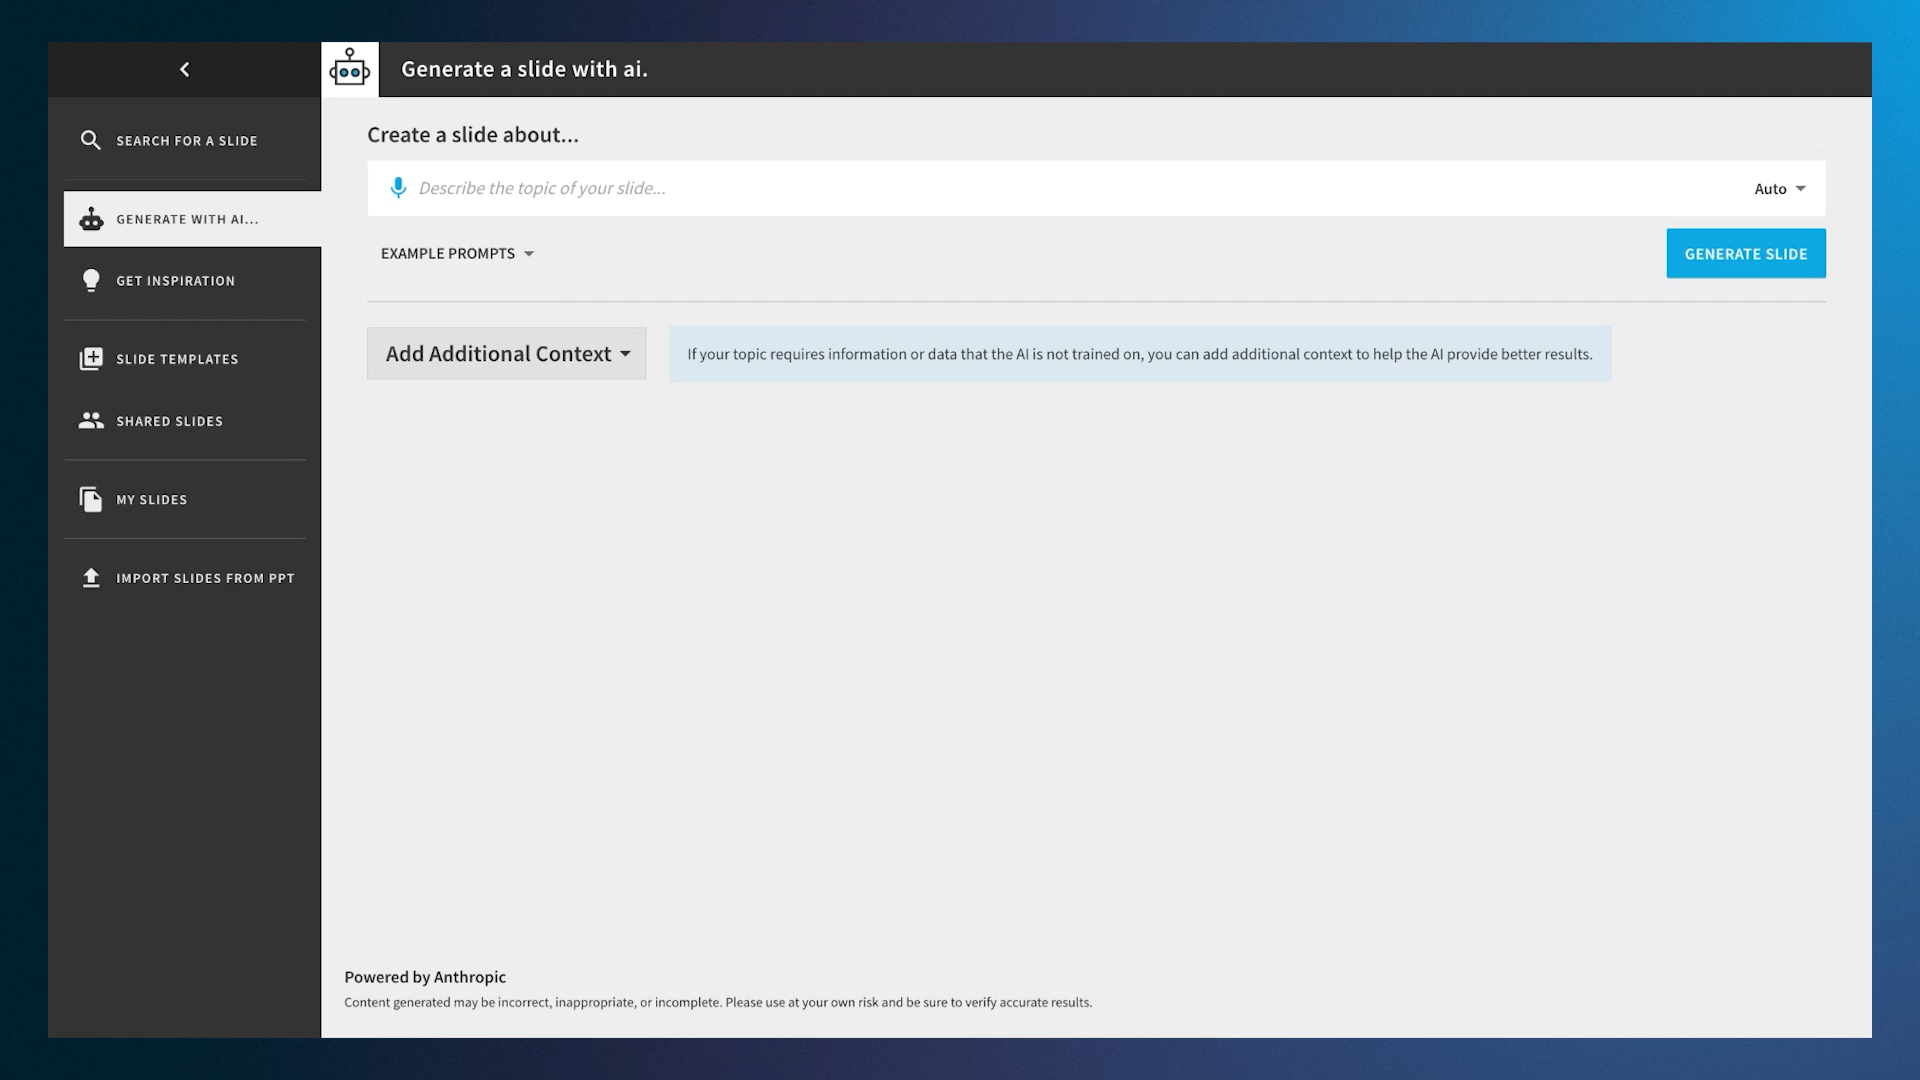 Generate a slide with ai.
SEARCH FOR A SLIDE
GENERATE WITH AI...
GET INSPIRATION
SLIDE TEMPLATES
SHARED SLIDES
MY SLIDES
IMPORT SLIDES FROM PPT
Create a slide about...
Describe the topic of your slide...
Auto
EXAMPLE PROMPTS
GENERATE SLIDE
Add Additional Context
If your topic requires information or data that the AI is not trained on, you can add additional context to help the AI provide better results.
Powered by Anthropic
Content generated may be incorrect, inappropriate, or incomplete. Please use at your own risk and be sure to verify accurate results.